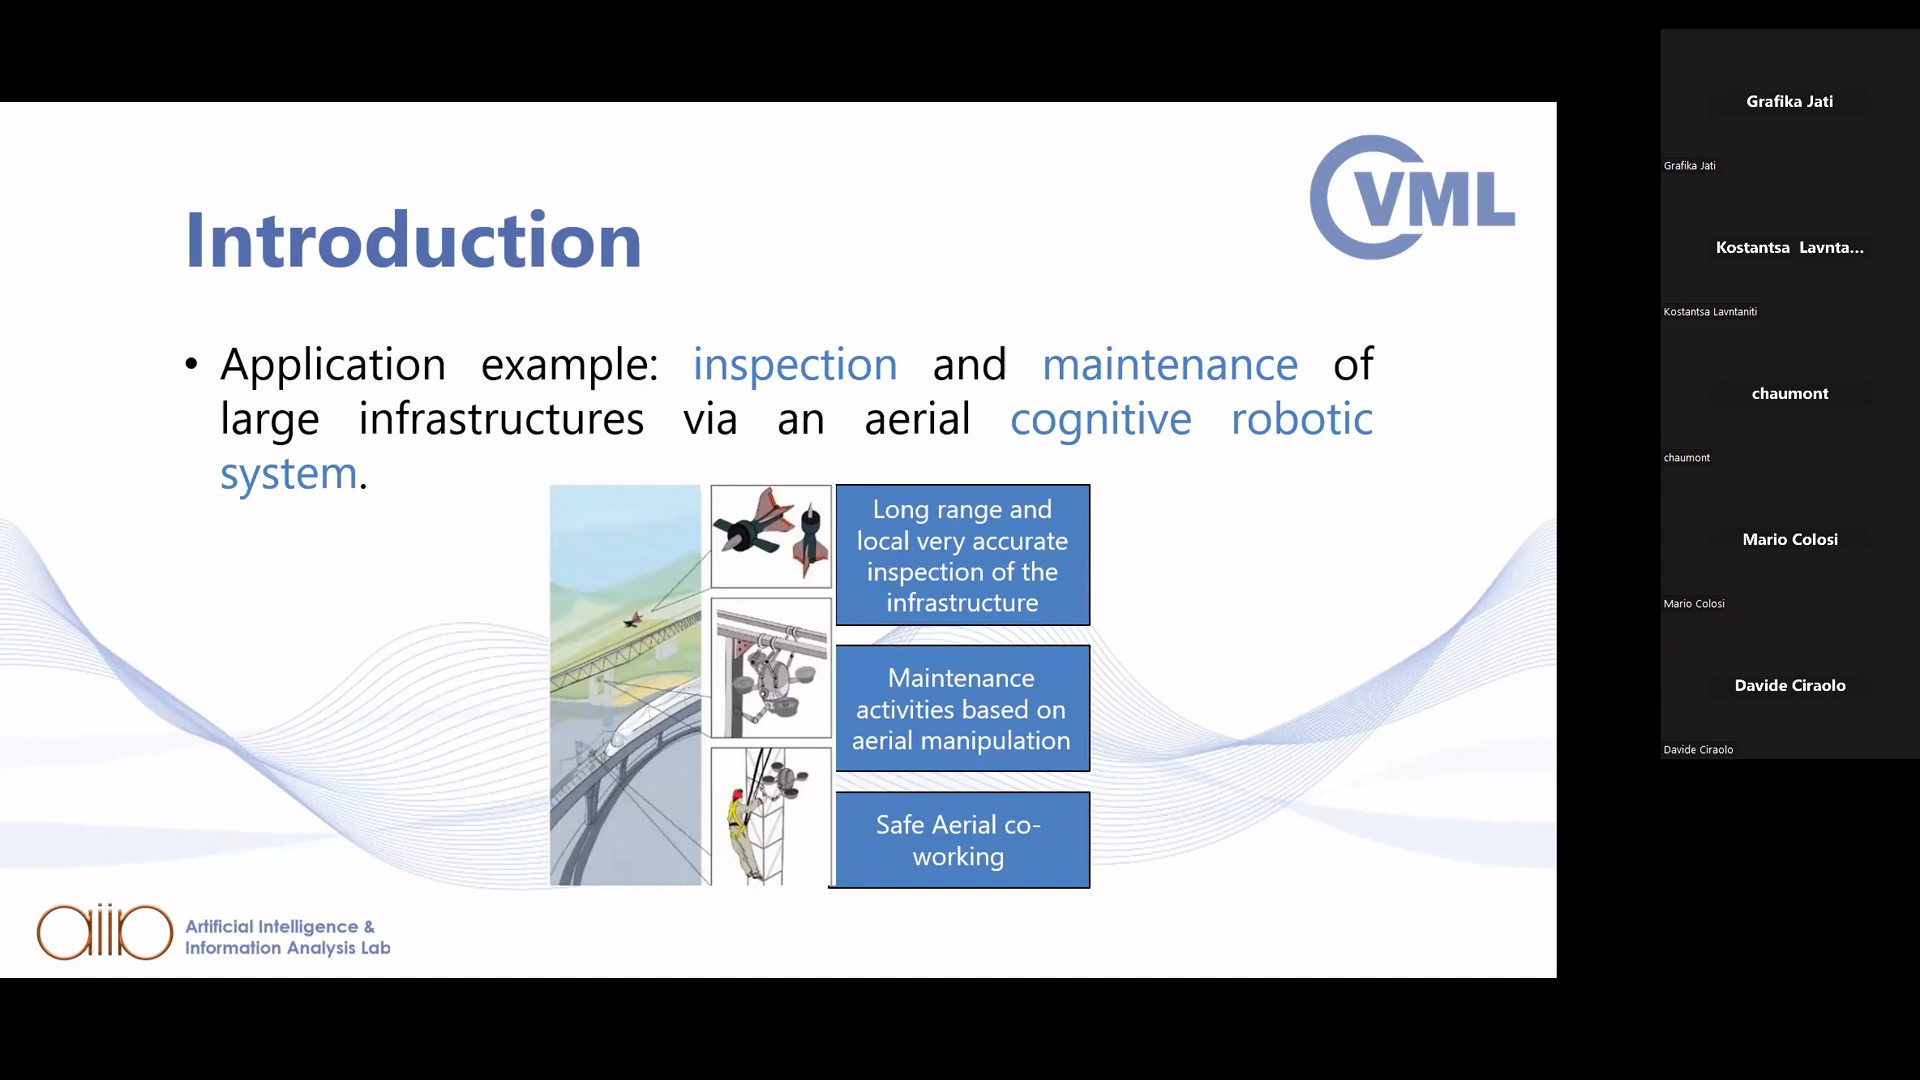 CVML
Introduction
• Application example: inspection and maintenance of
large infrastructures via an aerial cognitive robotic
system.
Long range and
local very accurate
inspection of the
infrastructure
Maintenance
activities based on
aerial manipulation
Safe Aerial co-
working
aiia
Artificial Intelligence &
Information Analysis Lab
Grafika Jati
Grafika Jati
Kostantsa Lavnta...
Kostantsa Lavntaniti
chaumont
chaumont
Mario Colosi
Mario Colosi
Davide Ciraolo
Davide Ciraolo